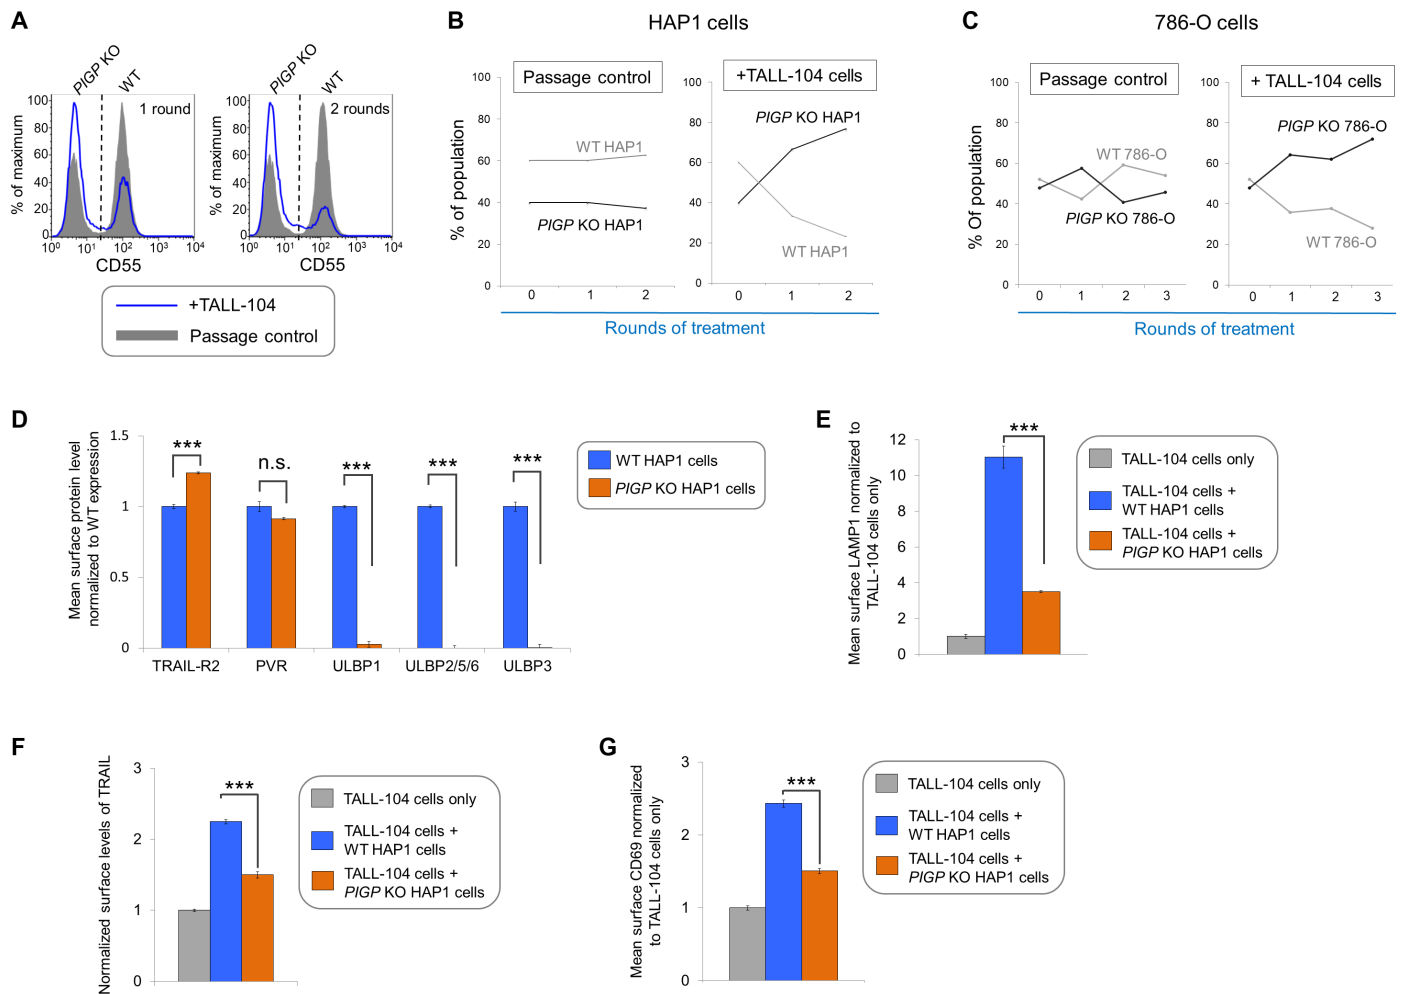 A
PIGP KO
WT
1 round
% of maximum
100
80
60
40
20
0
10⁰ 10¹ 10² 10³ 10⁴
CD55
PIGP KO
WT
2 rounds
% of maximum
100
80
60
40
20
0
10⁰ 10¹ 10² 10³ 10⁴
CD55
+TALL-104
Passage control
B
HAP1 cells
Passage control
% of population
100
80
60
40
20
0
WT HAP1
PIGP KO HAP1
0 1 2
+TALL-104 cells
100
80
60
40
20
0
PIGP KO HAP1
WT HAP1
0 1 2
Rounds of treatment
C
786-O cells
Passage control
% Of population
100
80
60
40
20
0
WT 786-O
PIGP KO 786-O
0 1 2 3
+ TALL-104 cells
100
80
60
40
20
0
PIGP KO 786-O
WT 786-O
0 1 2 3
Rounds of treatment
D
Mean surface protein level
normalized to WT expression
1.5
1
0.5
0
*** n.s. *** *** ***
TRAIL-R2 PVR ULBP1 ULBP2/5/6 ULBP3
WT HAP1 cells
PIGP KO HAP1 cells
E
Mean surface LAMP1 normalized to
TALL-104 cells only
12
10
8
6
4
2
0
***
TALL-104 cells only
TALL-104 cells +
WT HAP1 cells
TALL-104 cells +
PIGP KO HAP1 cells
F
Normalized surface levels of TRAIL
3
2
1
0
***
TALL-104 cells only
TALL-104 cells +
WT HAP1 cells
TALL-104 cells +
PIGP KO HAP1 cells
G
Mean surface CD69 normalized
to TALL-104 cells only
3
2
1
0
***
TALL-104 cells only
TALL-104 cells +
WT HAP1 cells
TALL-104 cells +
PIGP KO HAP1 cells